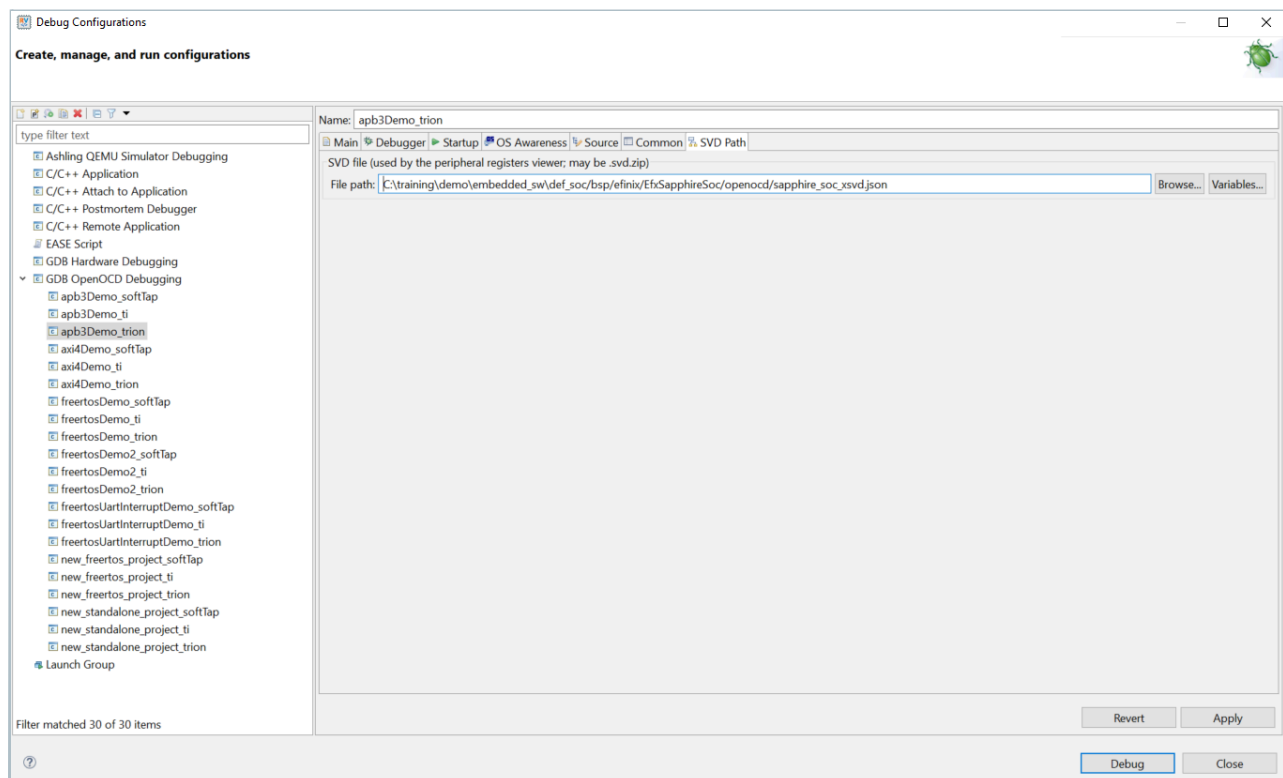 Debug Configurations
Create, manage, and run configurations
type filter text
Ashling QEMU Simulator Debugging
C/C++ Application
C/C++ Attach to Application
C/C++ Postmortem Debugger
C/C++ Remote Application
EASE Script
GDB Hardware Debugging
GDB OpenOCD Debugging
apb3Demo_softTap
apb3Demo_ti
apb3Demo_trion
axi4Demo_softTap
axi4Demo_ti
axi4Demo_trion
freertosDemo_softTap
freertosDemo_ti
freertosDemo_trion
freertosDemo2_softTap
freertosDemo2_ti
freertosDemo2_trion
freertosUartInterruptDemo_softTap
freertosUartInterruptDemo_ti
freertosUartInterruptDemo_trion
new_freertos_project_softTap
new_freertos_project_ti
new_freertos_project_trion
new_standalone_project_softTap
new_standalone_project_ti
new_standalone_project_trion
Launch Group
Filter matched 30 of 30 items
Name: apb3Demo_trion
Main Debugger Startup OS Awareness Source Common SVD Path
SVD file (used by the peripheral registers viewer; may be .svd.zip)
File path: C:\training\demo\embedded_sw\def_soc/bsp/efinix/EfxSapphireSoc/openocd/sapphire_soc_xsvd.json Browse... Variables...
Revert Apply
Debug Close